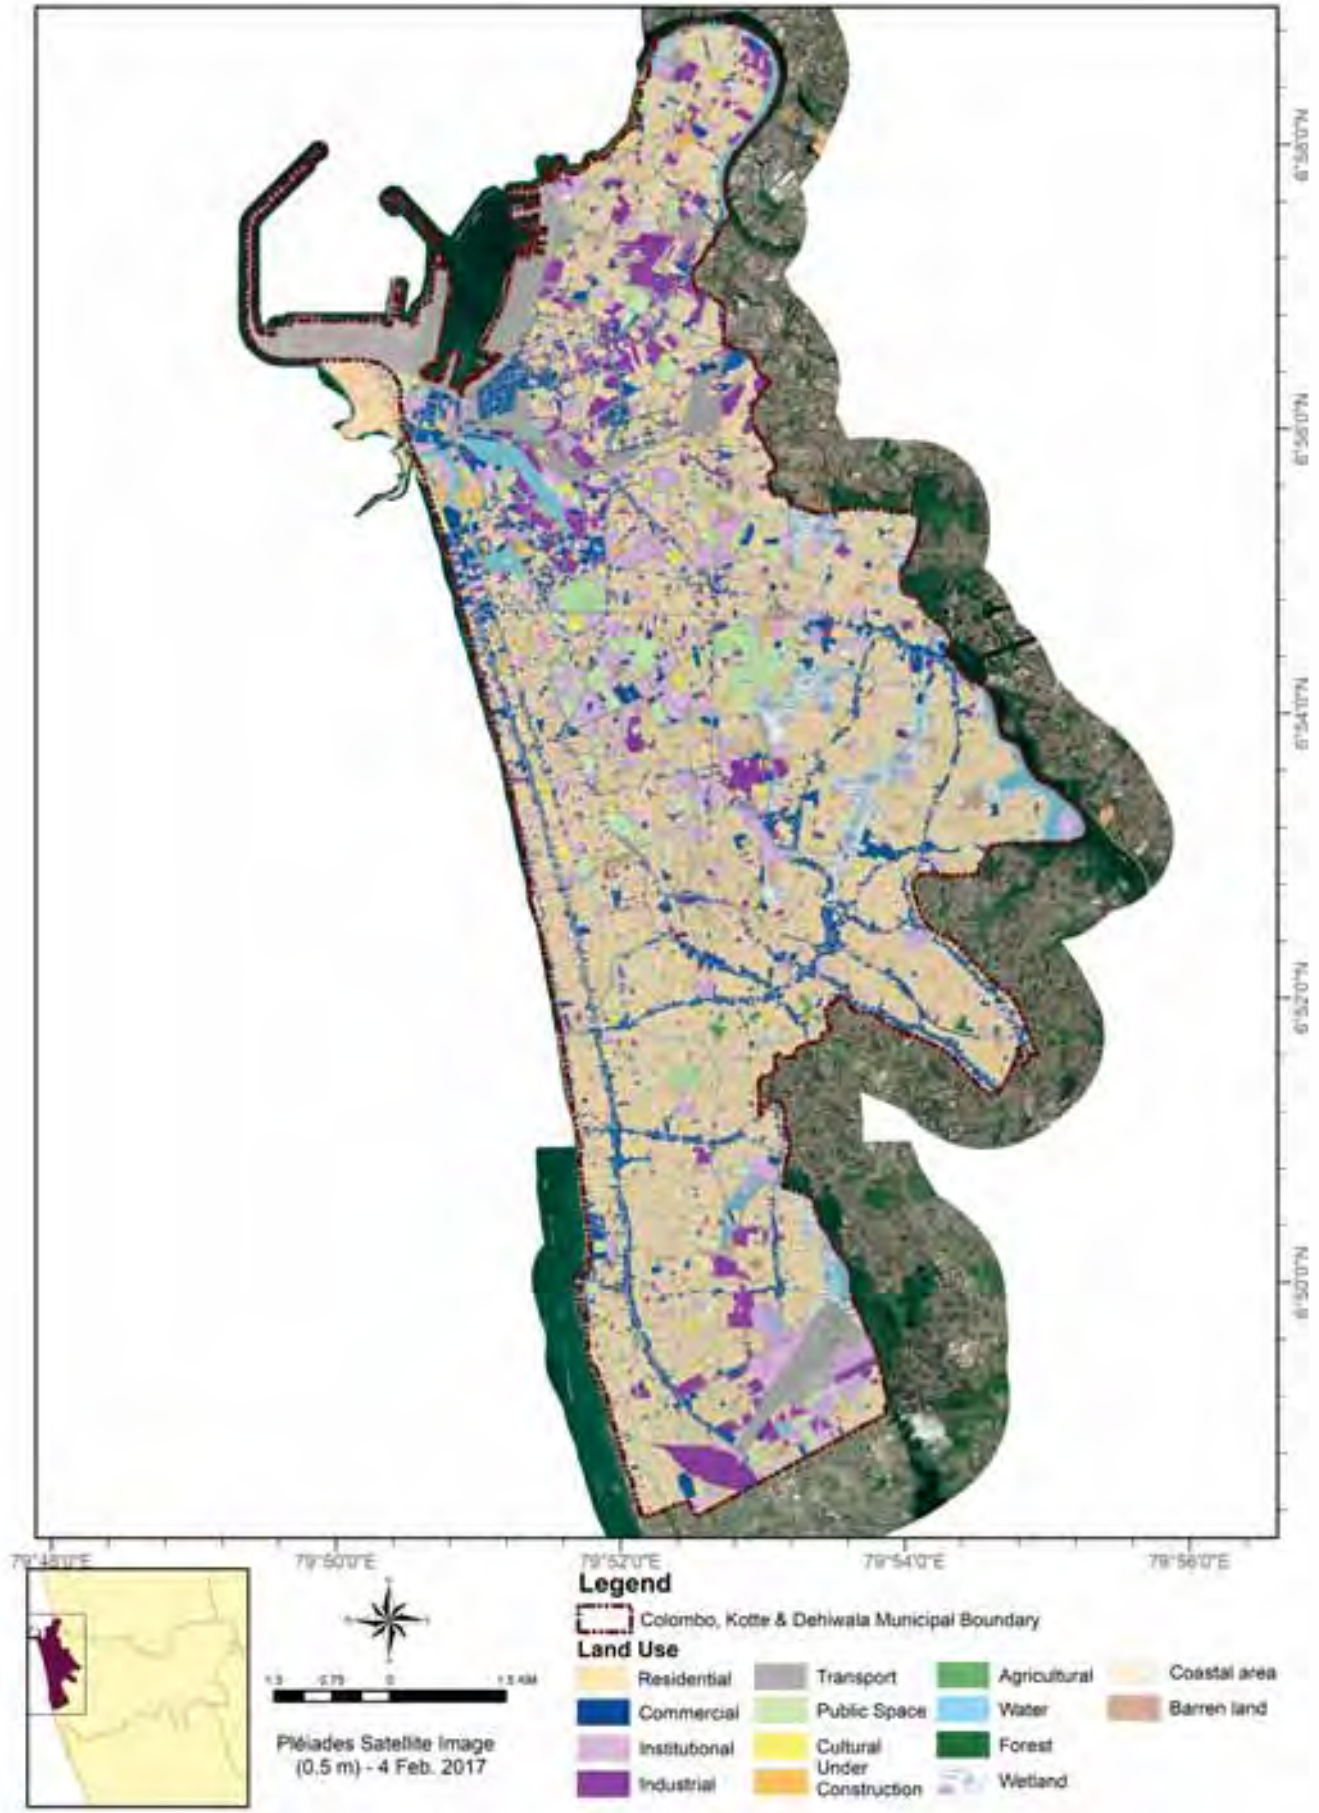 6°58'0"N
6°56'0"N
6°54'0"N
6°52'0"N
6°50'0"N
79°48'0"E
79°50'0"E
79°52'0"E
79°54'0"E
79°56'0"E
Legend
Colombo, Kotte & Dehiwala Municipal Boundary
Land Use
Residential
Commercial
Institutional
Industrial
Transport
Public Space
Cultural
Under
Construction
Agricultural
Water
Forest
Wetland
Coastal area
Barren land
1.5 0.75 0 1.5 KM
Pléiades Satellite Image
(0.5 m) - 4 Feb. 2017